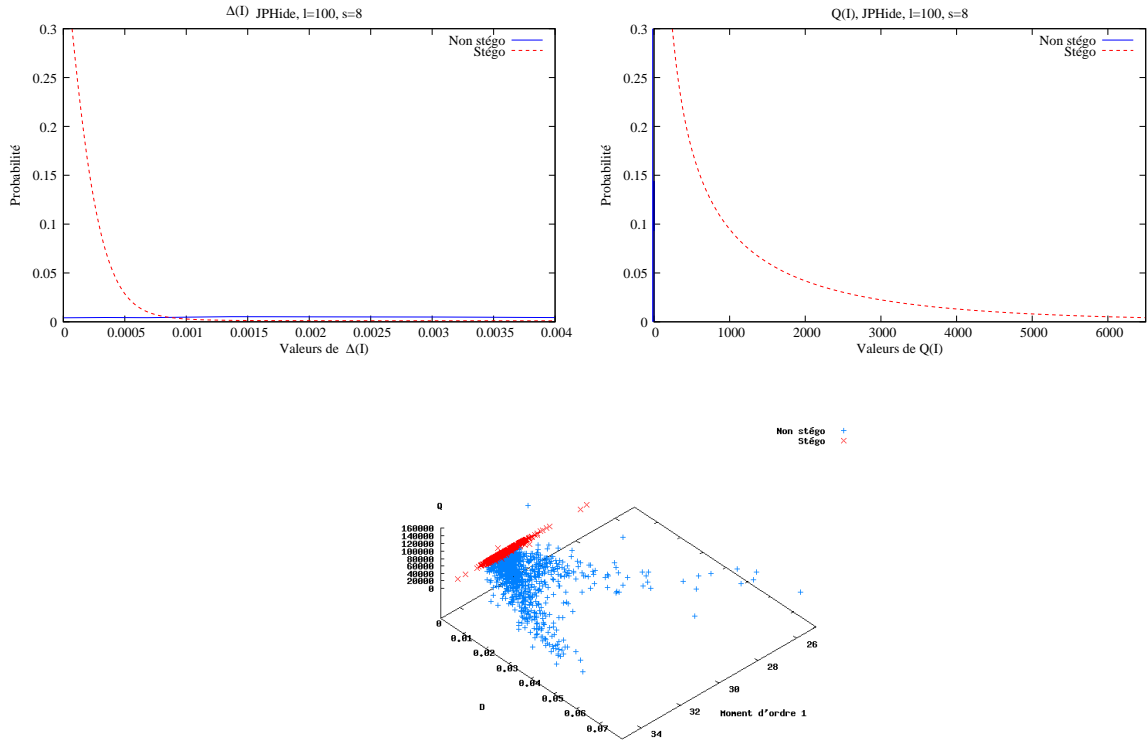 Δ(I) JPHide, l=100, s=8
Non stégo
Stégo
Probabilité
0.3
0.25
0.2
0.15
0.1
0.05
0
0 0.0005 0.001 0.0015 0.002 0.0025 0.003 0.0035 0.004
Valeurs de Δ(I)
Q(I), JPHide, l=100, s=8
Non stégo
Stégo
Probabilité
0.3
0.25
0.2
0.15
0.1
0.05
0
0 1000 2000 3000 4000 5000 6000
Valeurs de Q(I)
Non stégo
Stégo
Q
160000
140000
120000
100000
80000
60000
40000
20000
0
0
0.01
0.02
0.03
0.04
0.05
0.06
0.07
D
26
28
30
32
34
Moment d'ordre 1